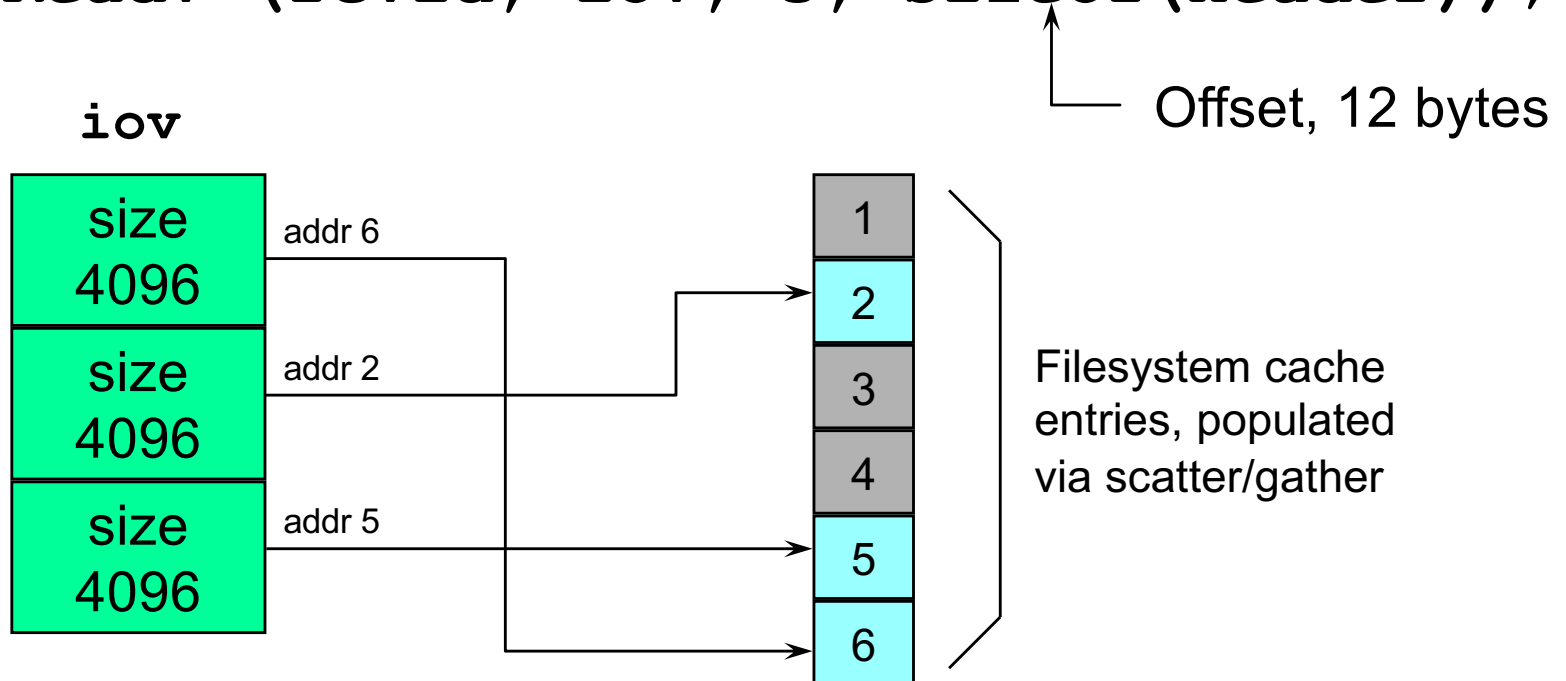 Offset, 12 bytes
iov
size
4096
addr 6
size
4096
addr 2
size
4096
addr 5
1
2
3
4
5
6
Filesystem cache
entries, populated
via scatter/gather